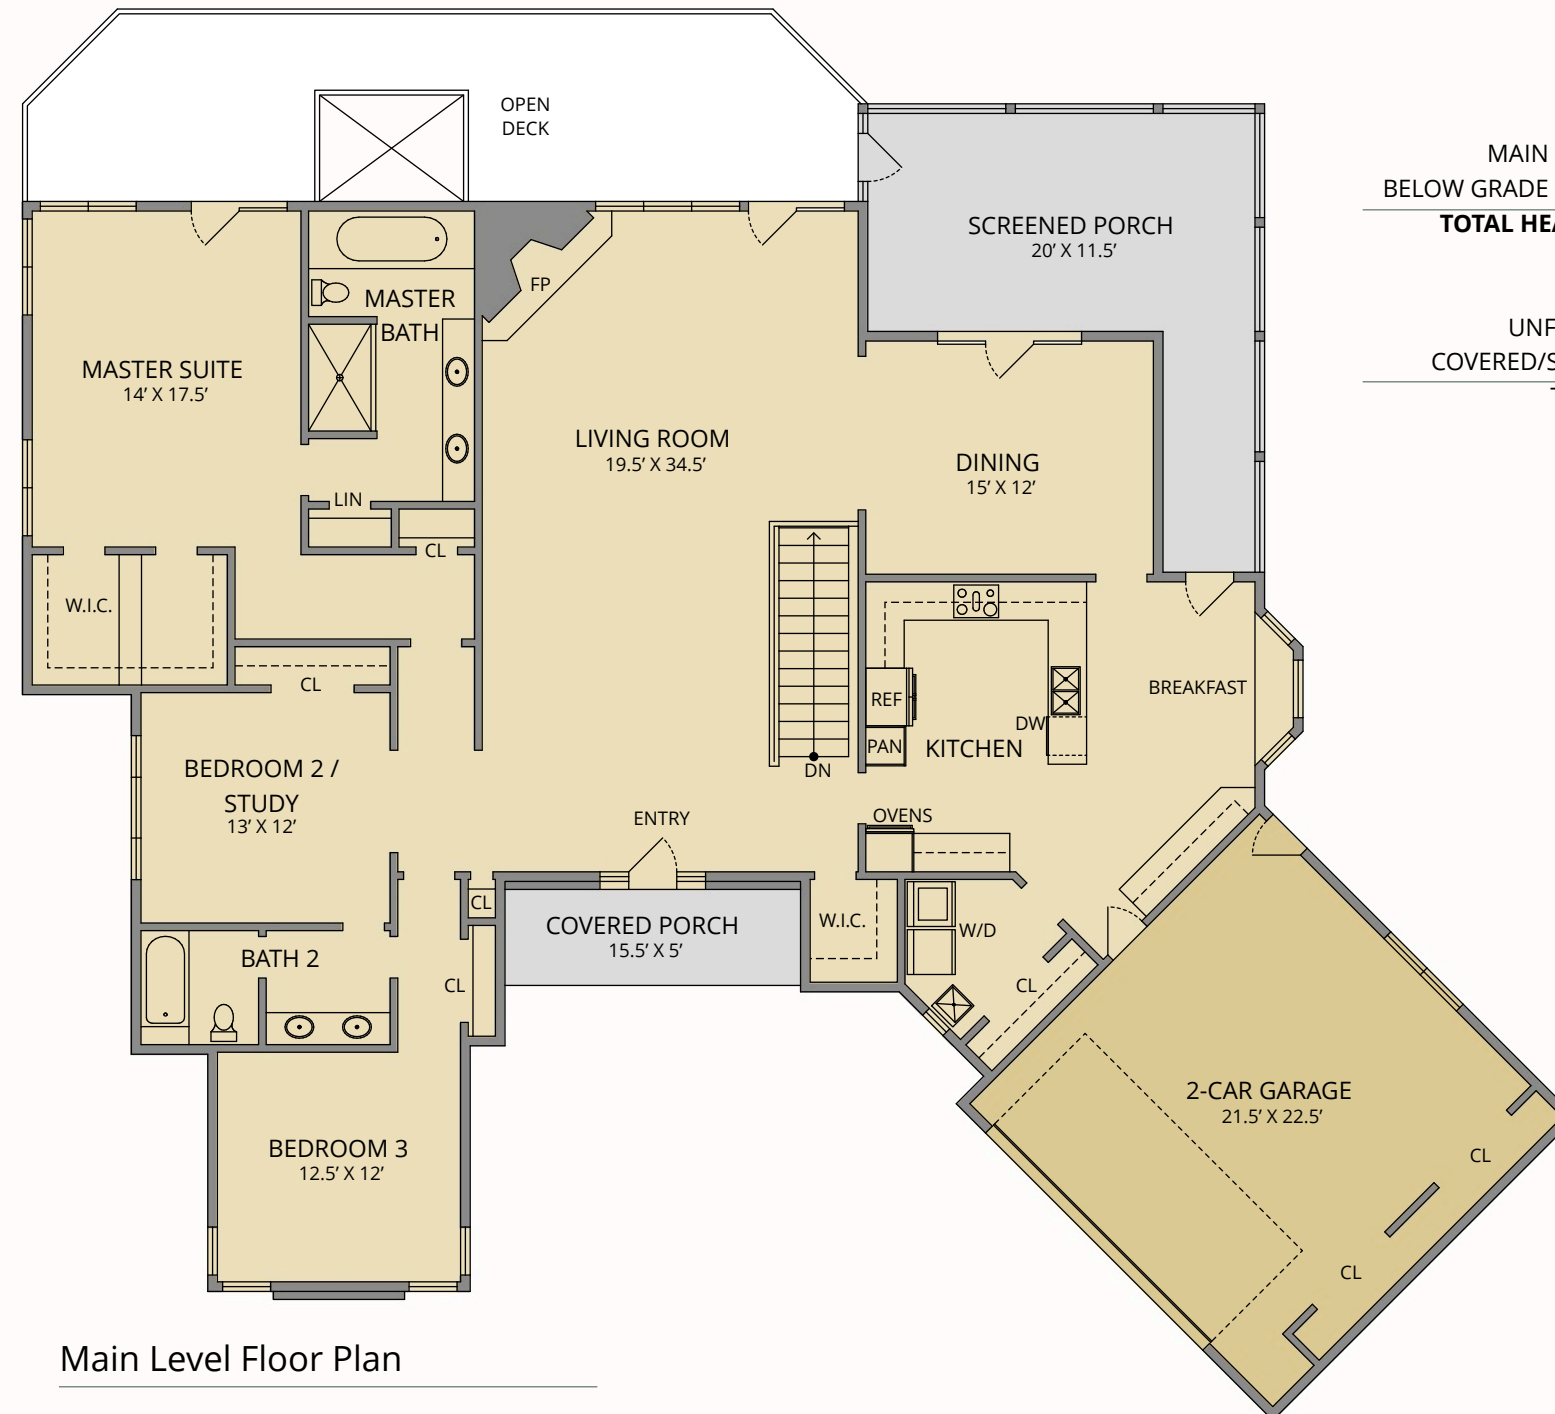 OPEN
DECK
MAIN
BELOW GRADE
TOTAL
SCREENED PORCH
20’ X 11.5’
FP
MASTER
BATH
MASTER SUITE
14’ X 17.5’
LIVING ROOM
19.5’ X 34.5’
DINING
15’ X 12’
LIN
CL
W.I.C.
CL
REF
PAN
DW
KITCHEN
BREAKFAST
DN
BEDROOM 2 /
STUDY
13’ X 12’
ENTRY
OVENS
CL
COVERED PORCH
15.5’ X 5’
W.I.C.
W/D
BATH 2
CL
CL
BEDROOM 3
12.5’ X 12’
2-CAR GARAGE
21.5’ X 22.5’
CL
CL
Main Level Floor Plan